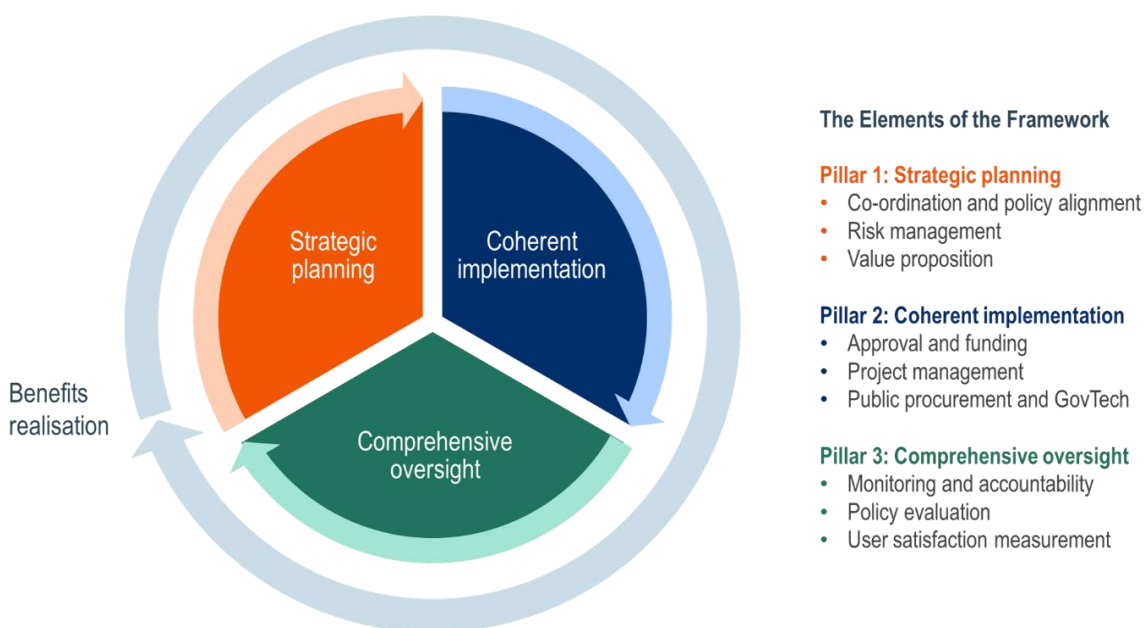 Strategic
planning
Coherent
implementation
Comprehensive
oversight
Benefits
realisation
The Elements of the Framework
Pillar 1: Strategic planning
• Co-ordination and policy alignment
• Risk management
• Value proposition
Pillar 2: Coherent implementation
• Approval and funding
• Project management
• Public procurement and GovTech
Pillar 3: Comprehensive oversight
• Monitoring and accountability
• Policy evaluation
• User satisfaction measurement